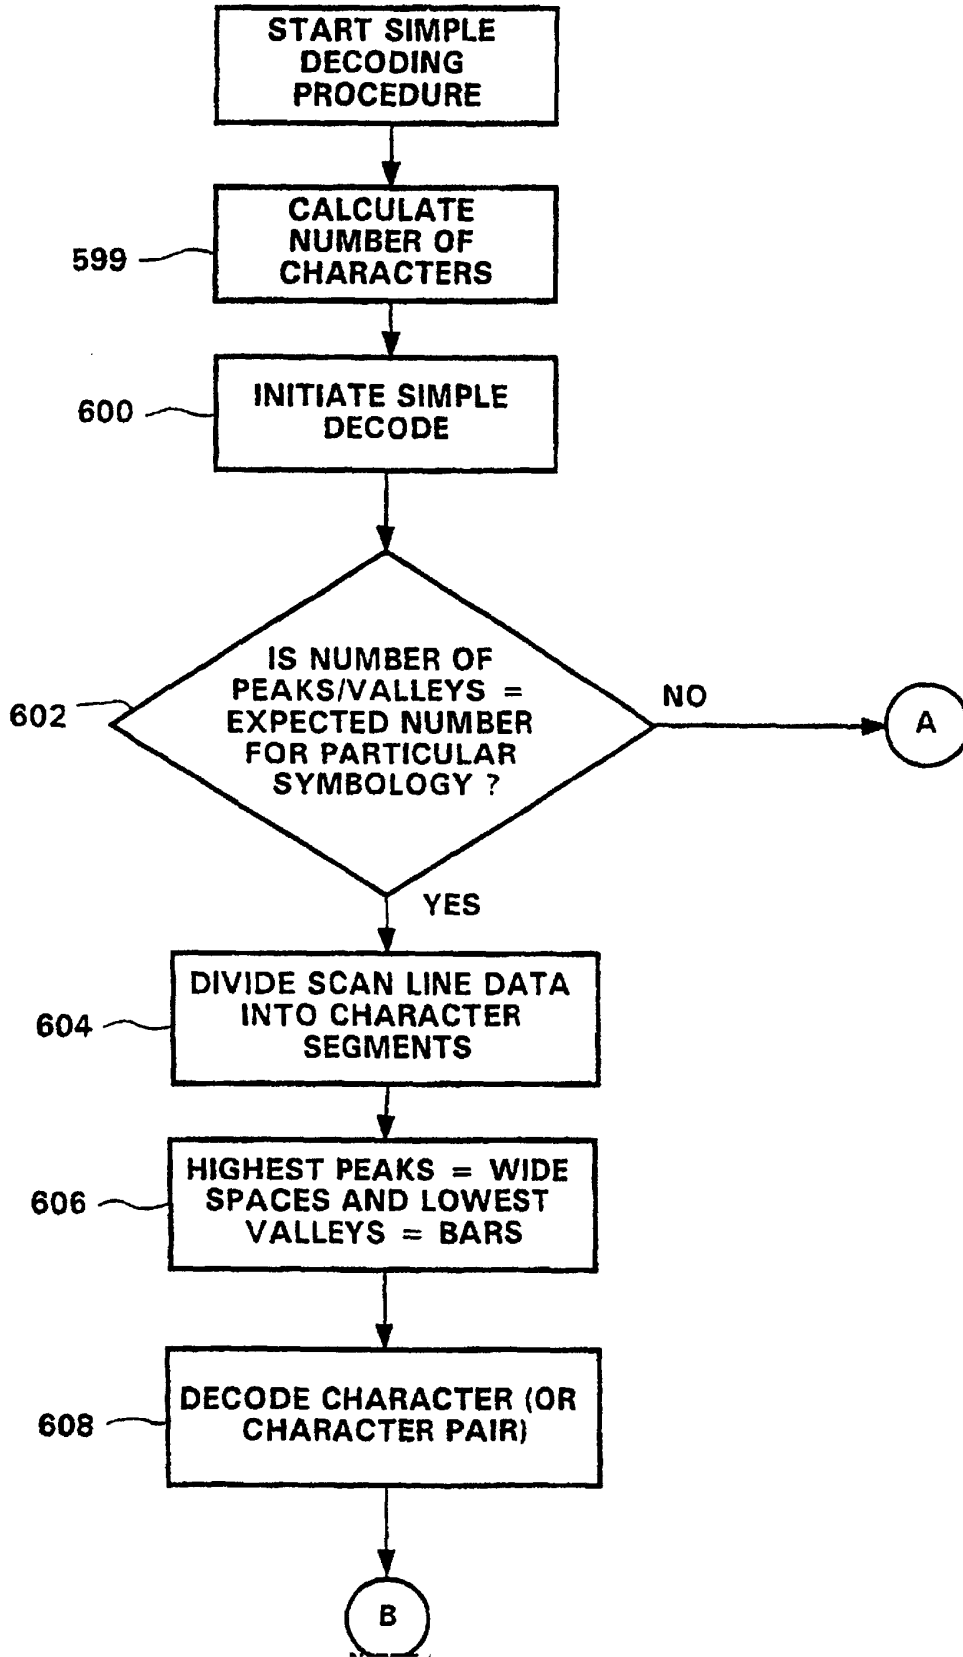 START SIMPLE
DECODING
PROCEDURE
599
CALCULATE
NUMBER OF
CHARACTERS
600
INITIATE SIMPLE
DECODE
602
IS NUMBER OF
PEAKS/VALLEYS =
EXPECTED NUMBER
FOR PARTICULAR
SYMBOLOGY ?
NO
A
YES
604
DIVIDE SCAN LINE DATA
INTO CHARACTER
SEGMENTS
606
HIGHEST PEAKS = WIDE
SPACES AND LOWEST
VALLEYS = BARS
608
DECODE CHARACTER (OR
CHARACTER PAIR)
B